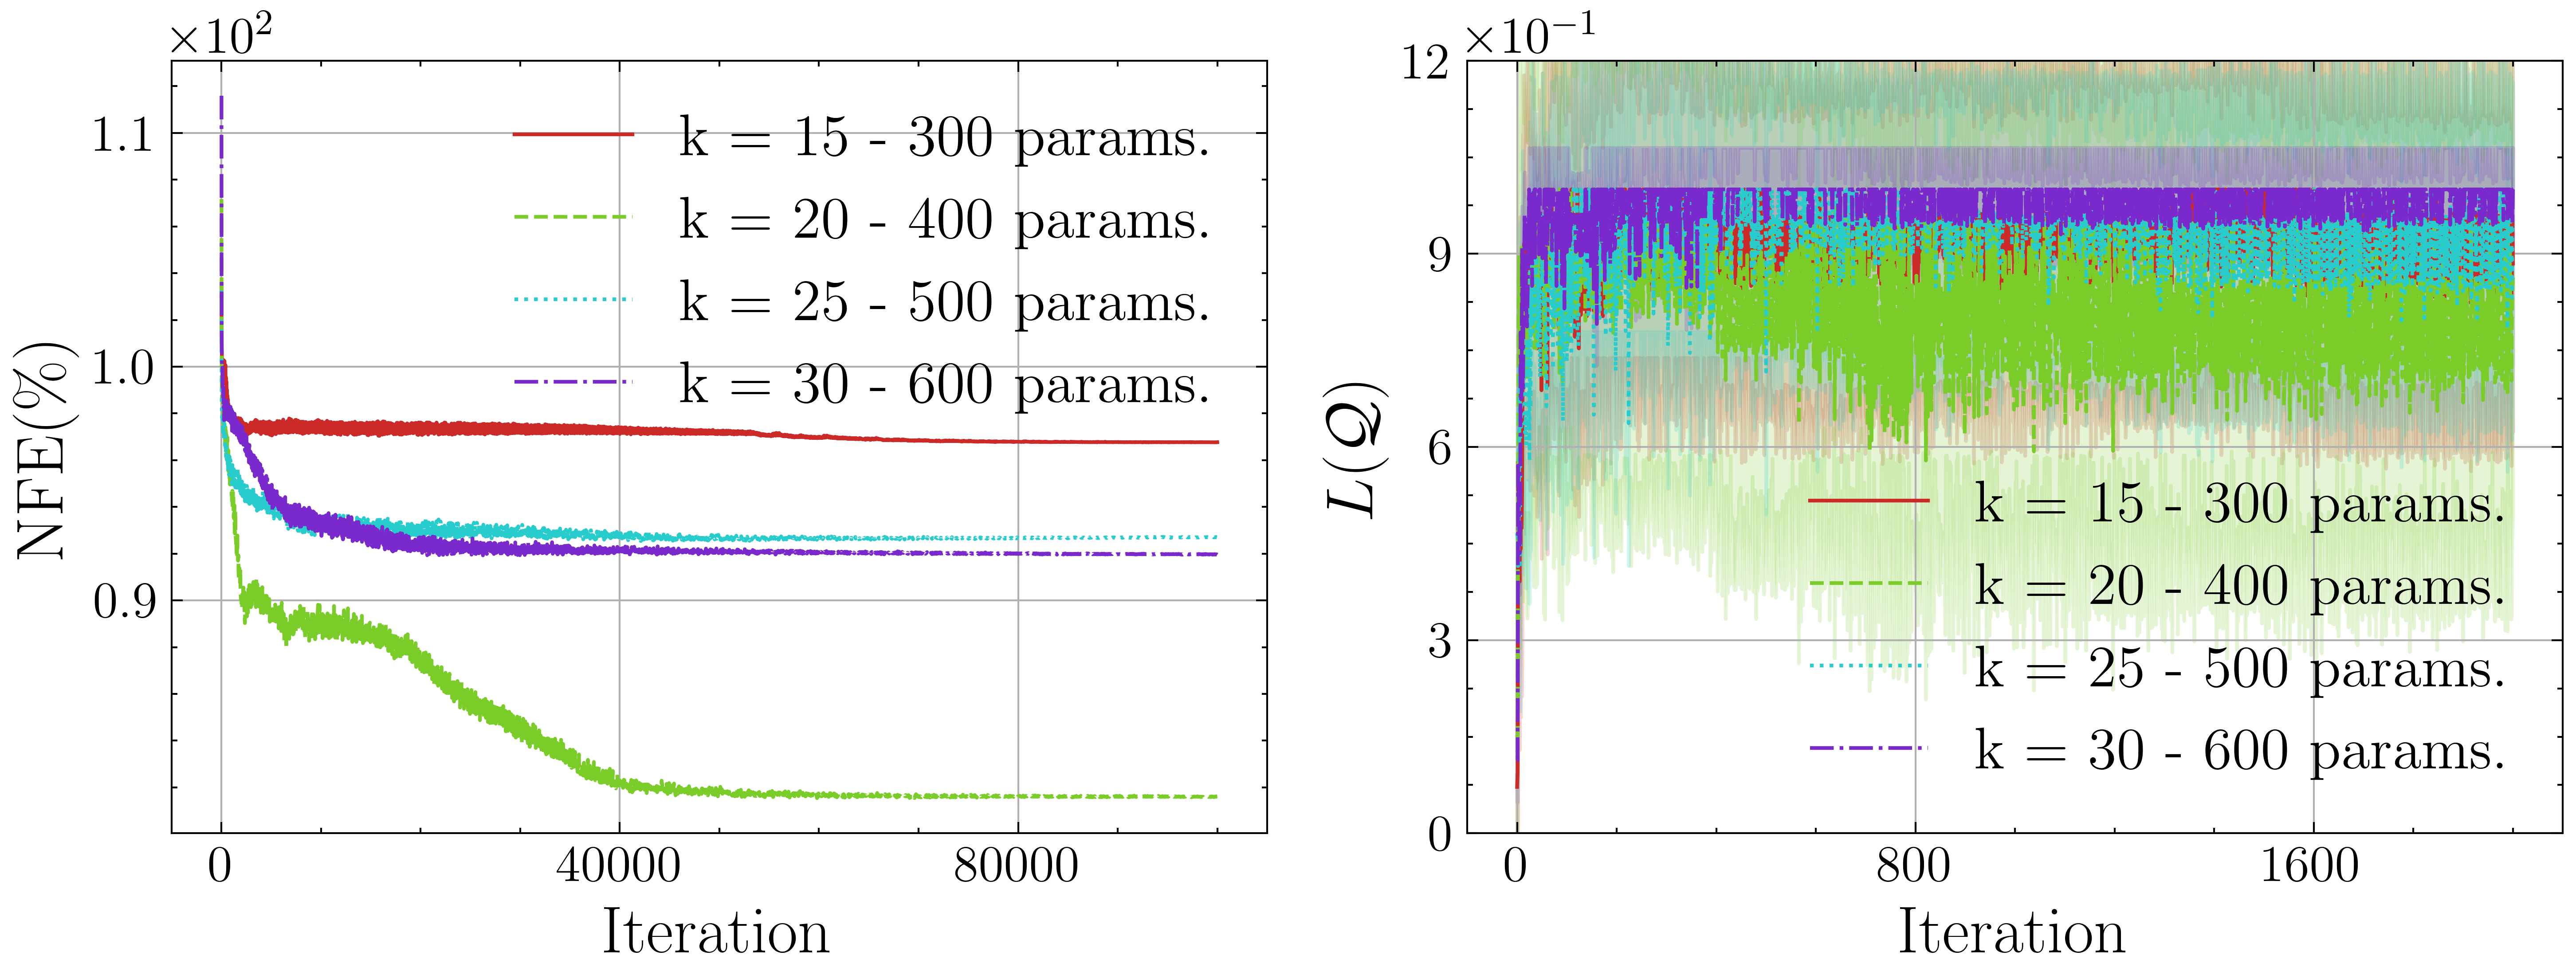 ×10²
NFE(%)
1.1
1.0
0.9
k = 15 - 300 params.
k = 20 - 400 params.
k = 25 - 500 params.
k = 30 - 600 params.
0 40000 80000
Iteration
×10⁻¹
L(𝓠)
12
9
6
3
0
k = 15 - 300 params.
k = 20 - 400 params.
k = 25 - 500 params.
k = 30 - 600 params.
0 800 1600
Iteration